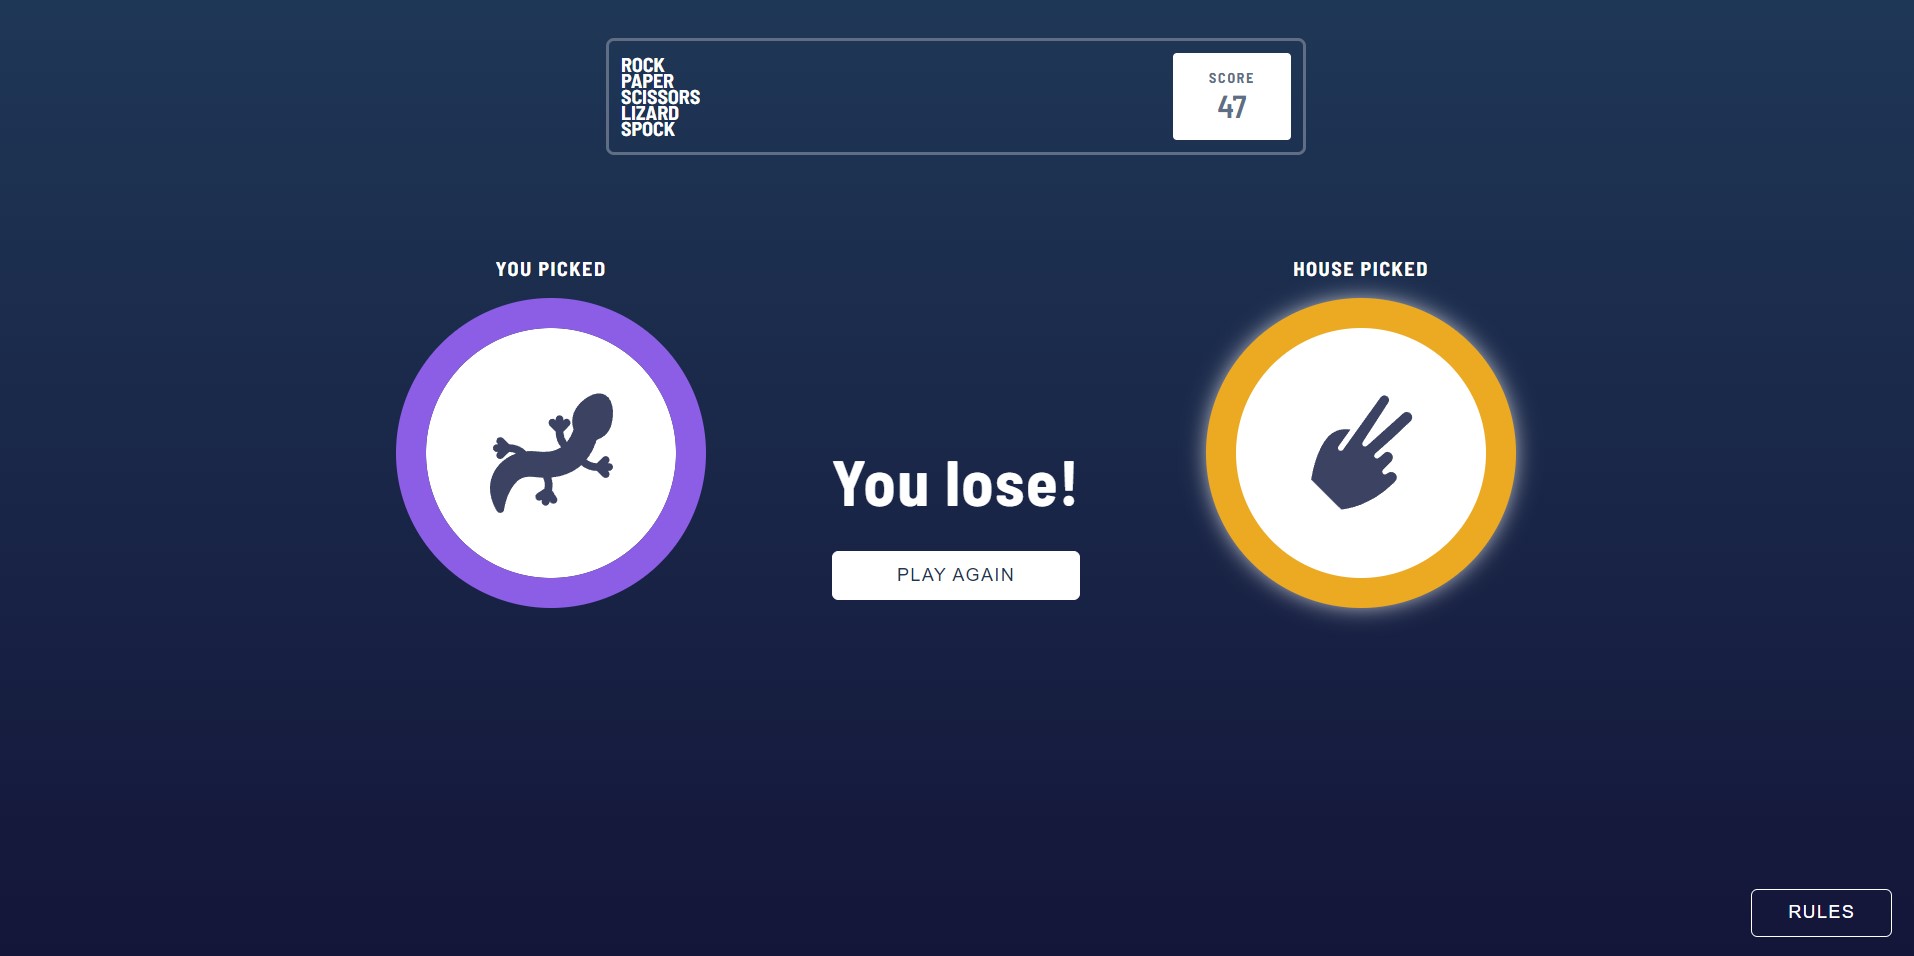 ROCK
PAPER
SCISSORS
LIZARD
SPOCK
SCORE
47
YOU PICKED
HOUSE PICKED
You lose!
PLAY AGAIN
RULES